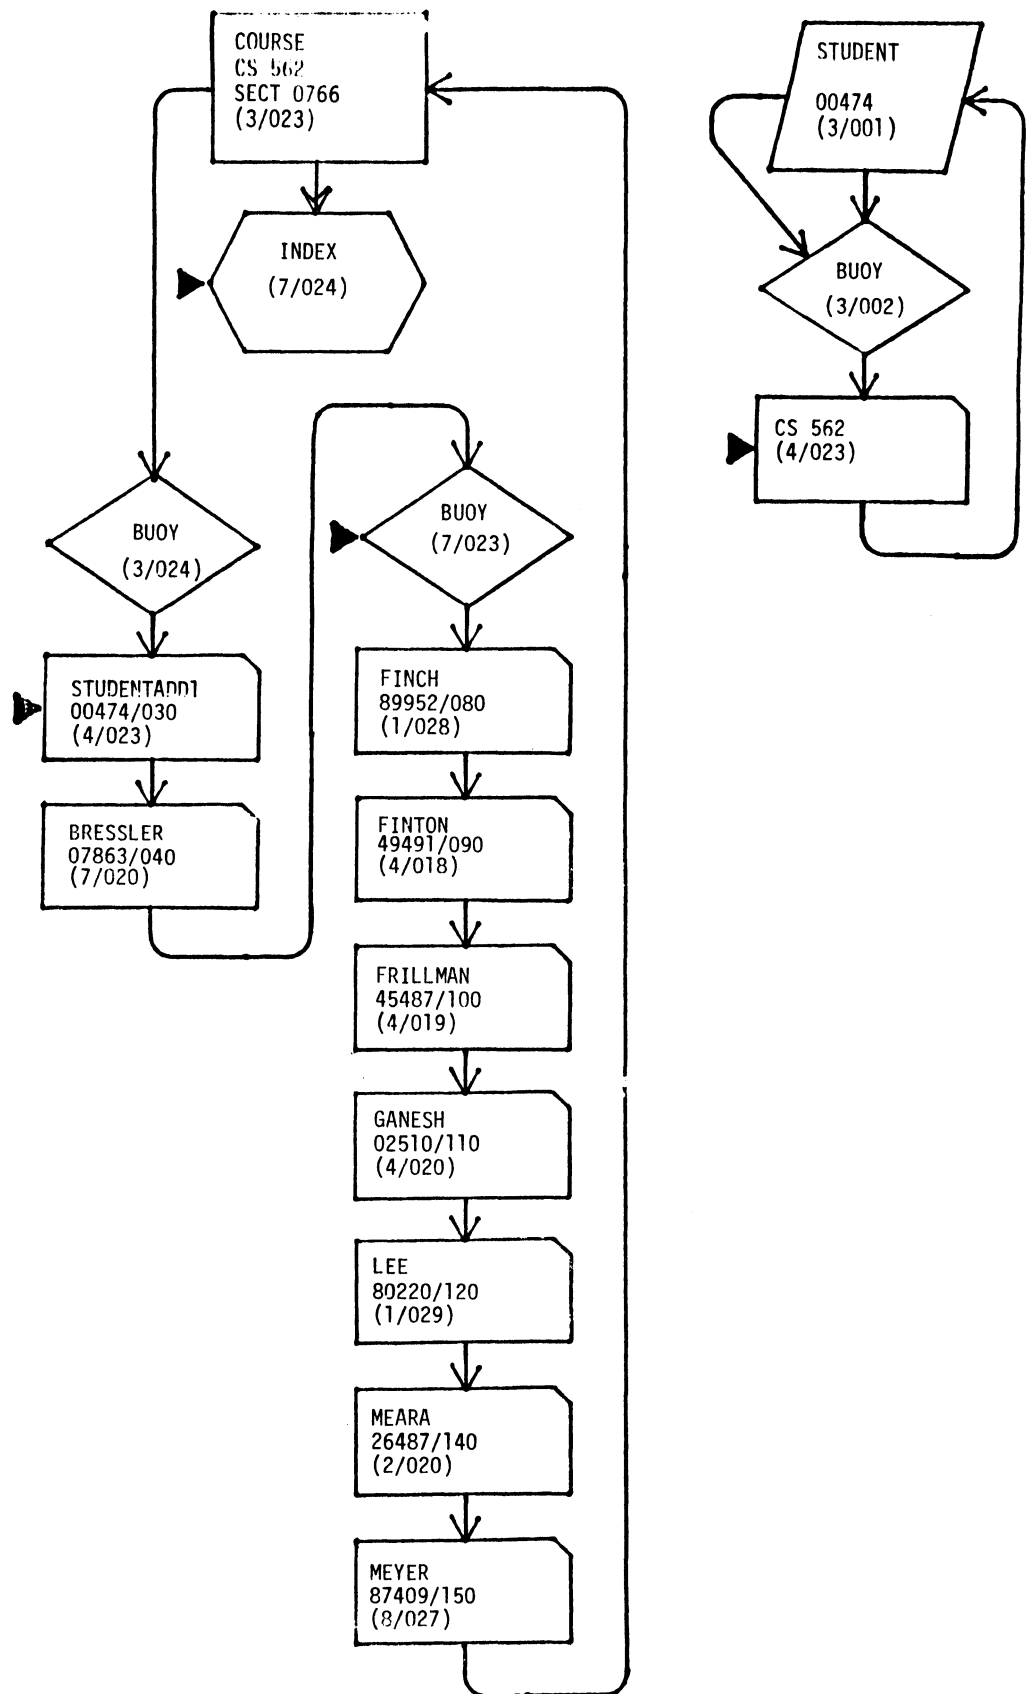 COURSE
CS 562
SECT 0766
(3/023)
INDEX
(7/024)
BUOY
(3/024)
STUDENTADD1
00474/030
(4/023)
BRESSLER
07863/040
(7/020)
BUOY
(7/023)
FINCH
89952/080
(1/028)
FINTON
49491/090
(4/018)
FRILLMAN
45487/100
(4/019)
GANESH
02510/110
(4/020)
LEE
80220/120
(1/029)
MEARA
26487/140
(2/020)
MEYER
87409/150
(8/027)
STUDENT
00474
(3/001)
BUOY
(3/002)
CS 562
(4/023)